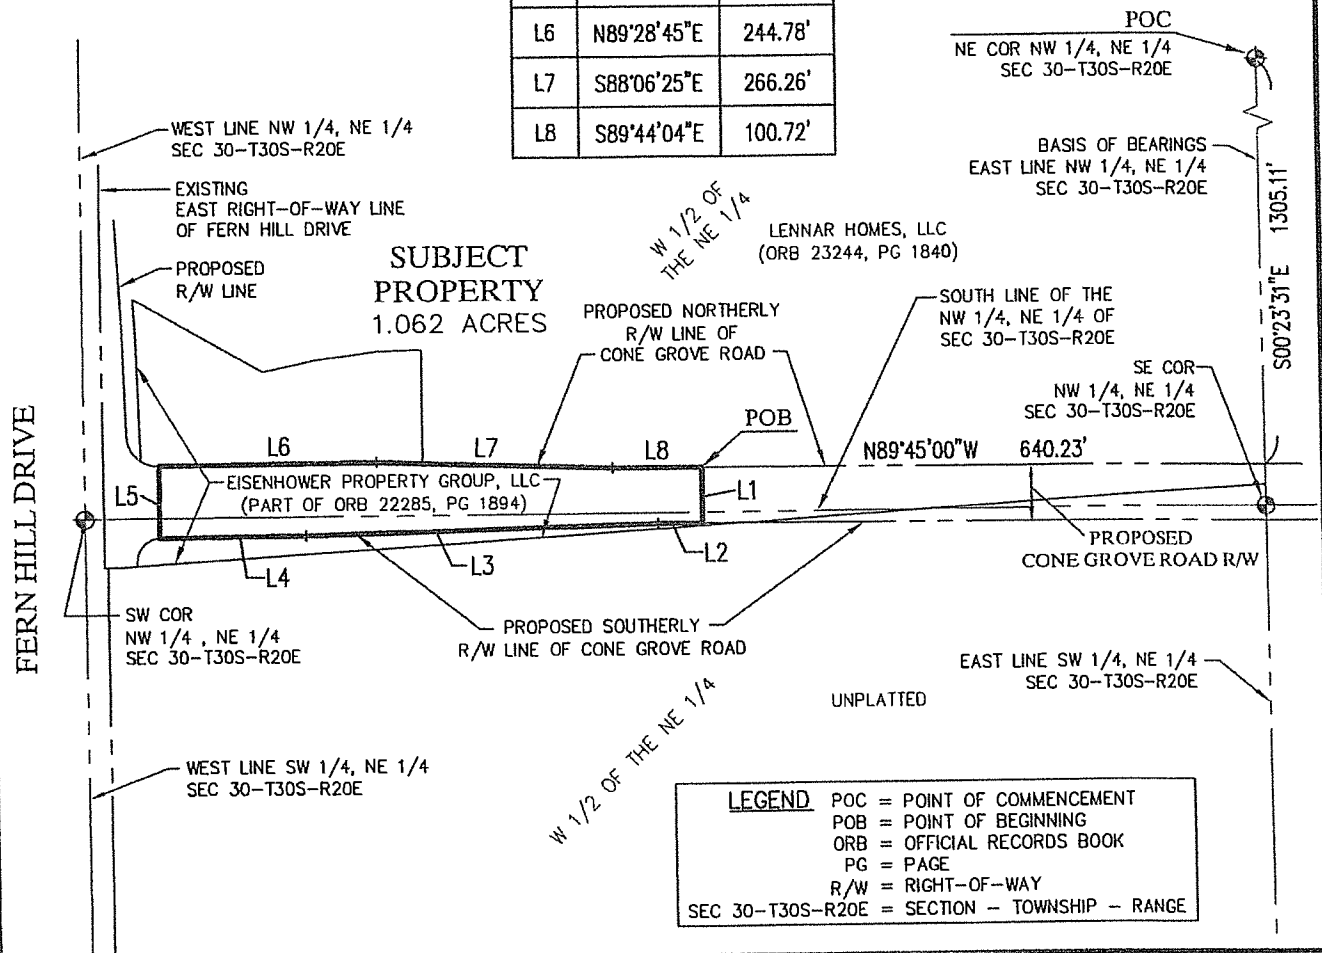 L6 N89°28'45"E 244.78'
L7 S88°06'25"E 266.26'
L8 S89°44'04"E 100.72'
POC
NE COR NW 1/4, NE 1/4
SEC 30-T30S-R20E
WEST LINE NW 1/4, NE 1/4
SEC 30-T30S-R20E
BASIS OF BEARINGS
EAST LINE NW 1/4, NE 1/4
SEC 30-T30S-R20E
S00°23'31"E 1305.11'
EXISTING
EAST RIGHT-OF-WAY LINE
OF FERN HILL DRIVE
W 1/2 OF
THE NE 1/4
LENNAR HOMES, LLC
(ORB 23244, PG 1840)
PROPOSED
R/W LINE
SUBJECT
PROPERTY
1.062 ACRES
PROPOSED NORTHERLY
R/W LINE OF
CONE GROVE ROAD
SOUTH LINE OF THE
NW 1/4, NE 1/4 OF
SEC 30-T30S-R20E
SE COR
NW 1/4, NE 1/4
SEC 30-T30S-R20E
FERN HILL DRIVE
POB
L6
L7
L8
N89°45'00"W 640.23'
L5
EISENHOWER PROPERTY GROUP, LLC
(PART OF ORB 22285, PG 1894)
L1
L2
L3
L4
PROPOSED
CONE GROVE ROAD R/W
SW COR
NW 1/4 , NE 1/4
SEC 30-T30S-R20E
PROPOSED SOUTHERLY
R/W LINE OF CONE GROVE ROAD
EAST LINE SW 1/4, NE 1/4
SEC 30-T30S-R20E
UNPLATTED
W 1/2 OF THE NE 1/4
WEST LINE SW 1/4, NE 1/4
SEC 30-T30S-R20E
LEGEND POC = POINT OF COMMENCEMENT
POB = POINT OF BEGINNING
ORB = OFFICIAL RECORDS BOOK
PG = PAGE
R/W = RIGHT-OF-WAY
SEC 30-T30S-R20E = SECTION - TOWNSHIP - RANGE